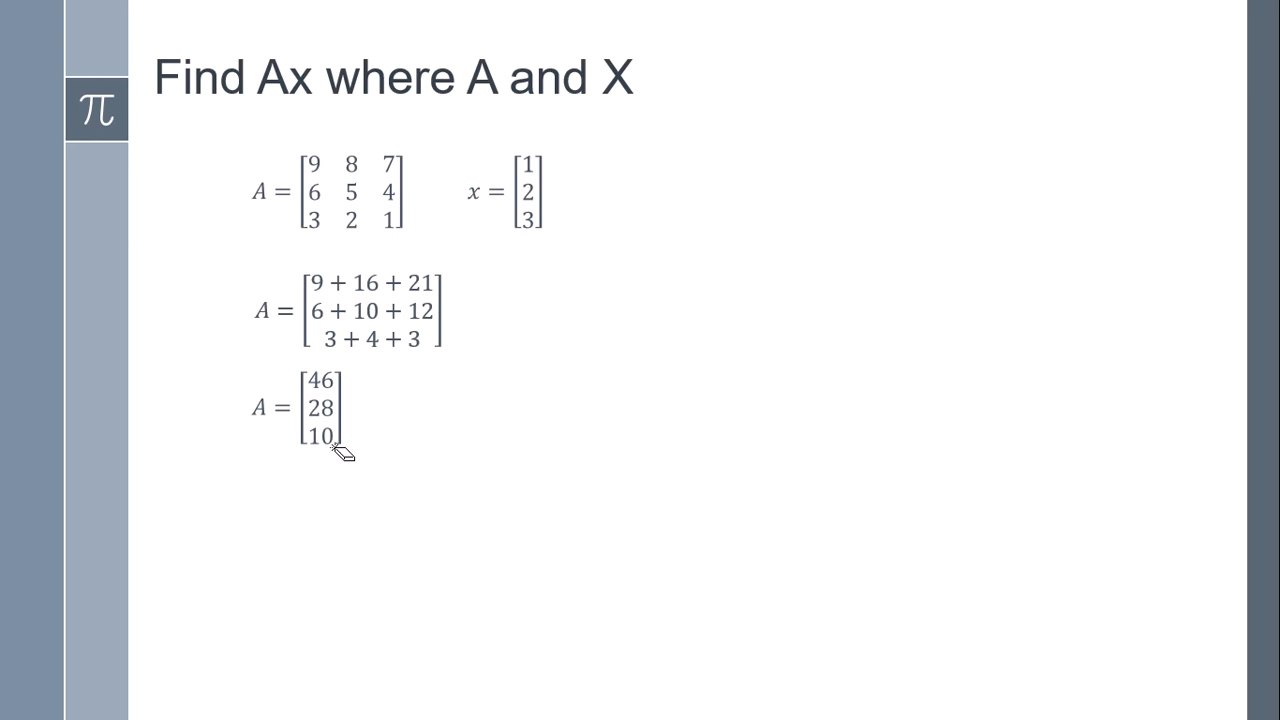 π
Find Ax where A and X
A = [9 8 7
6 5 4
3 2 1] x = [1
2
3]
A = [9 + 16 + 21
6 + 10 + 12
3 + 4 + 3]
A = [46
28
10]